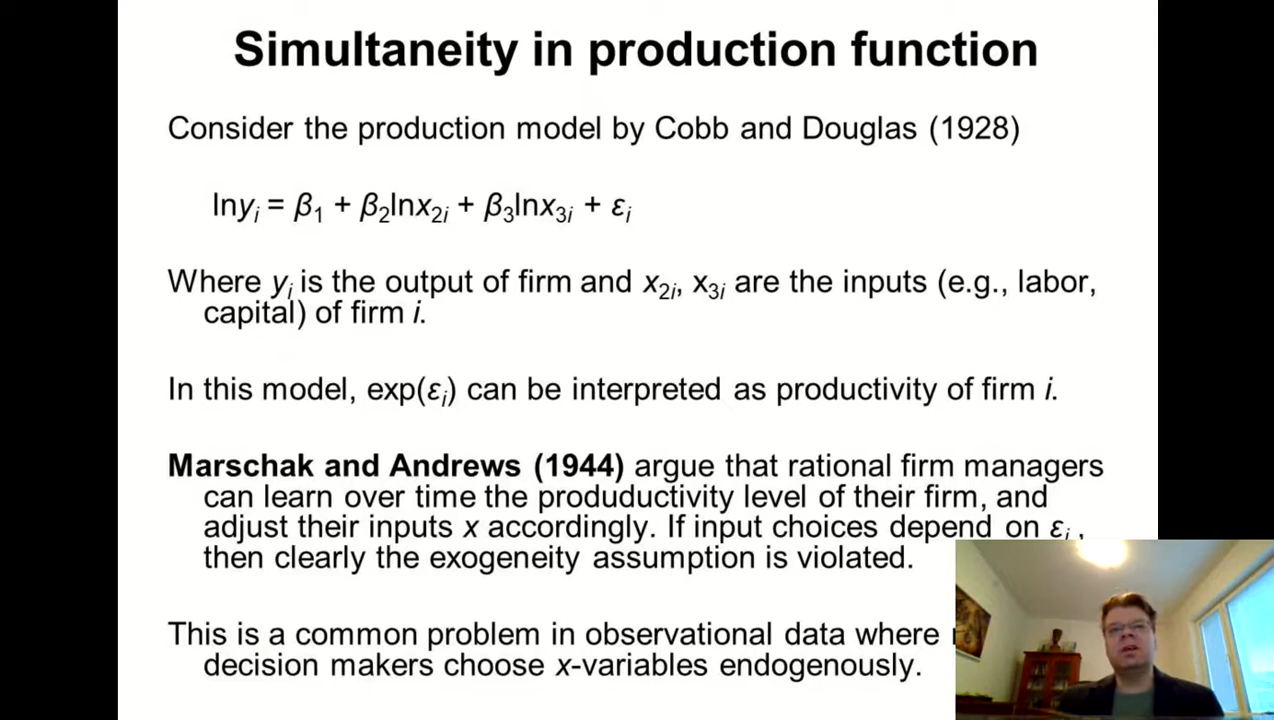 Simultaneity in production function
Consider the production model by Cobb and Douglas (1928)
lnyᵢ = β₁ + β₂lnx₂ᵢ + β₃lnx₃ᵢ + εᵢ
Where yᵢ is the output of firm and x₂ᵢ, x₃ᵢ are the inputs (e.g., labor,
capital) of firm i.
In this model, exp(εᵢ) can be interpreted as productivity of firm i.
Marschak and Andrews (1944) argue that rational firm managers
can learn over time the produductivity level of their firm, and
adjust their inputs x accordingly. If input choices depend on εᵢ ,
then clearly the exogeneity assumption is violated.
This is a common problem in observational data where
decision makers choose x-variables endogenously.